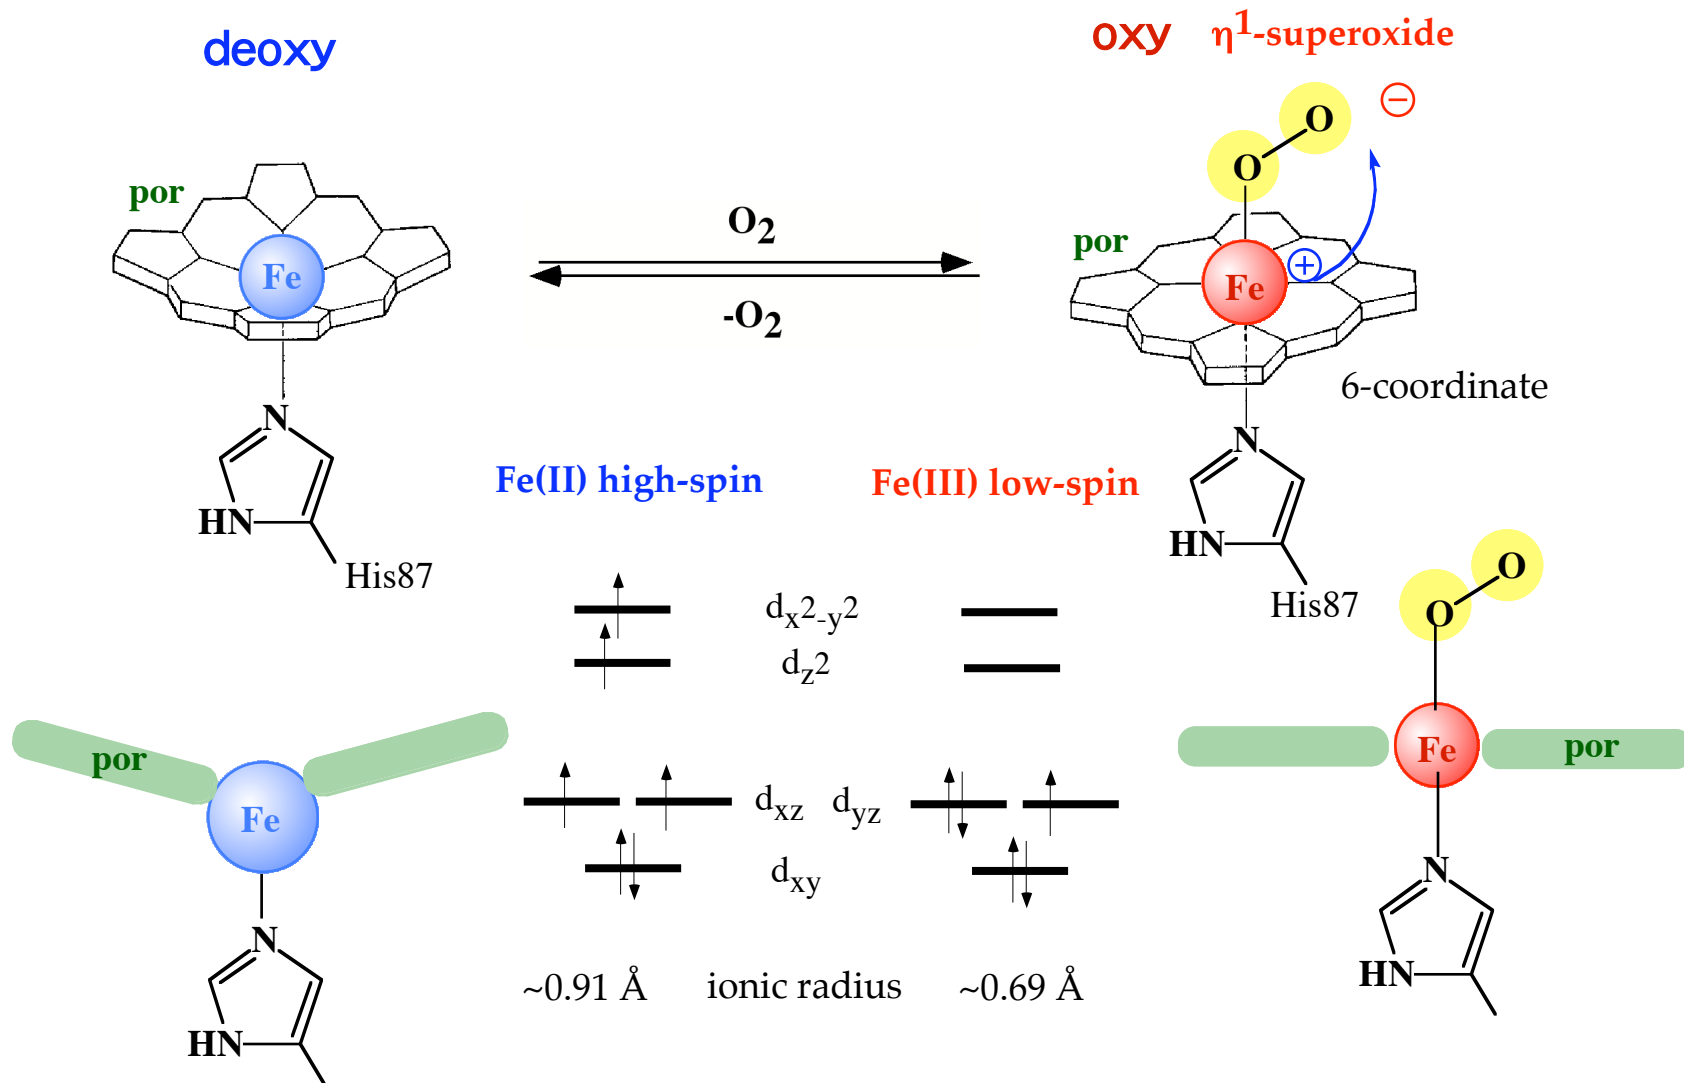 deoxy
oxy η1-superoxide
O
O
−
por
O2
por
+
Fe
Fe
-O2
6-coordinate
N
N
Fe(II) high-spin
Fe(III) low-spin
HN
HN
His87
His87
dx2-y2
dz2
O
O
por
Fe
Fe
por
dxz
dyz
dxy
N
N
~0.91 Å
ionic radius
~0.69 Å
HN
HN